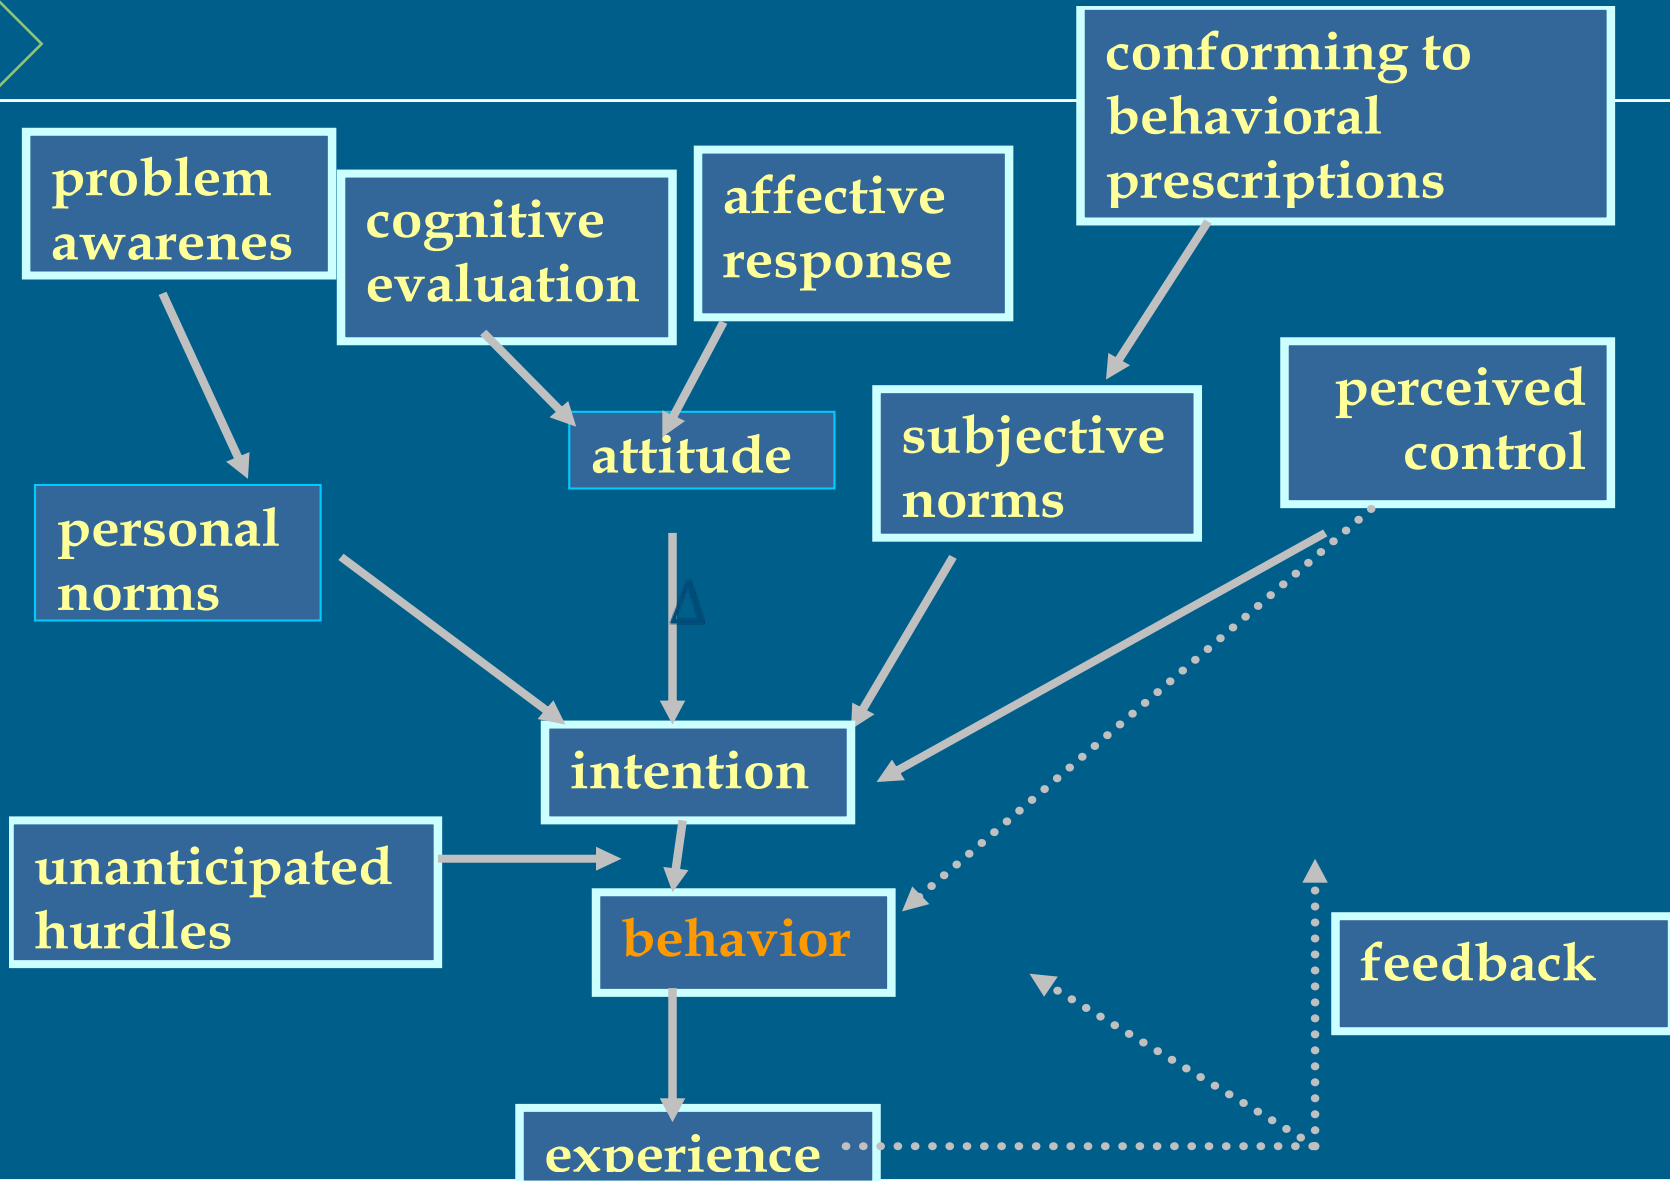 conforming to
behavioral
prescriptions
problem
awarenes
cognitive
evaluation
affective
response
perceived
control
subjective
norms
attitude
personal
norms
Δ
intention
unanticipated
hurdles
behavior
feedback
experience